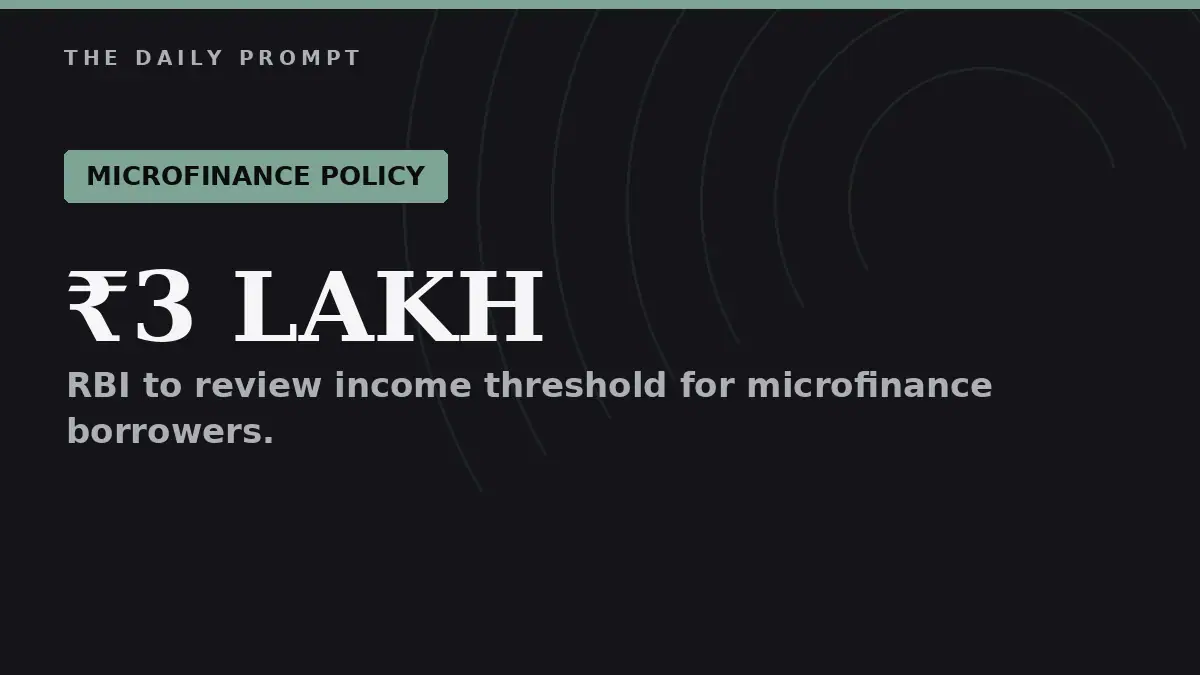 THE DAILY PROMPT
MICROFINANCE POLICY
₹3 LAKH
RBI to review income threshold for microfinance
borrowers.